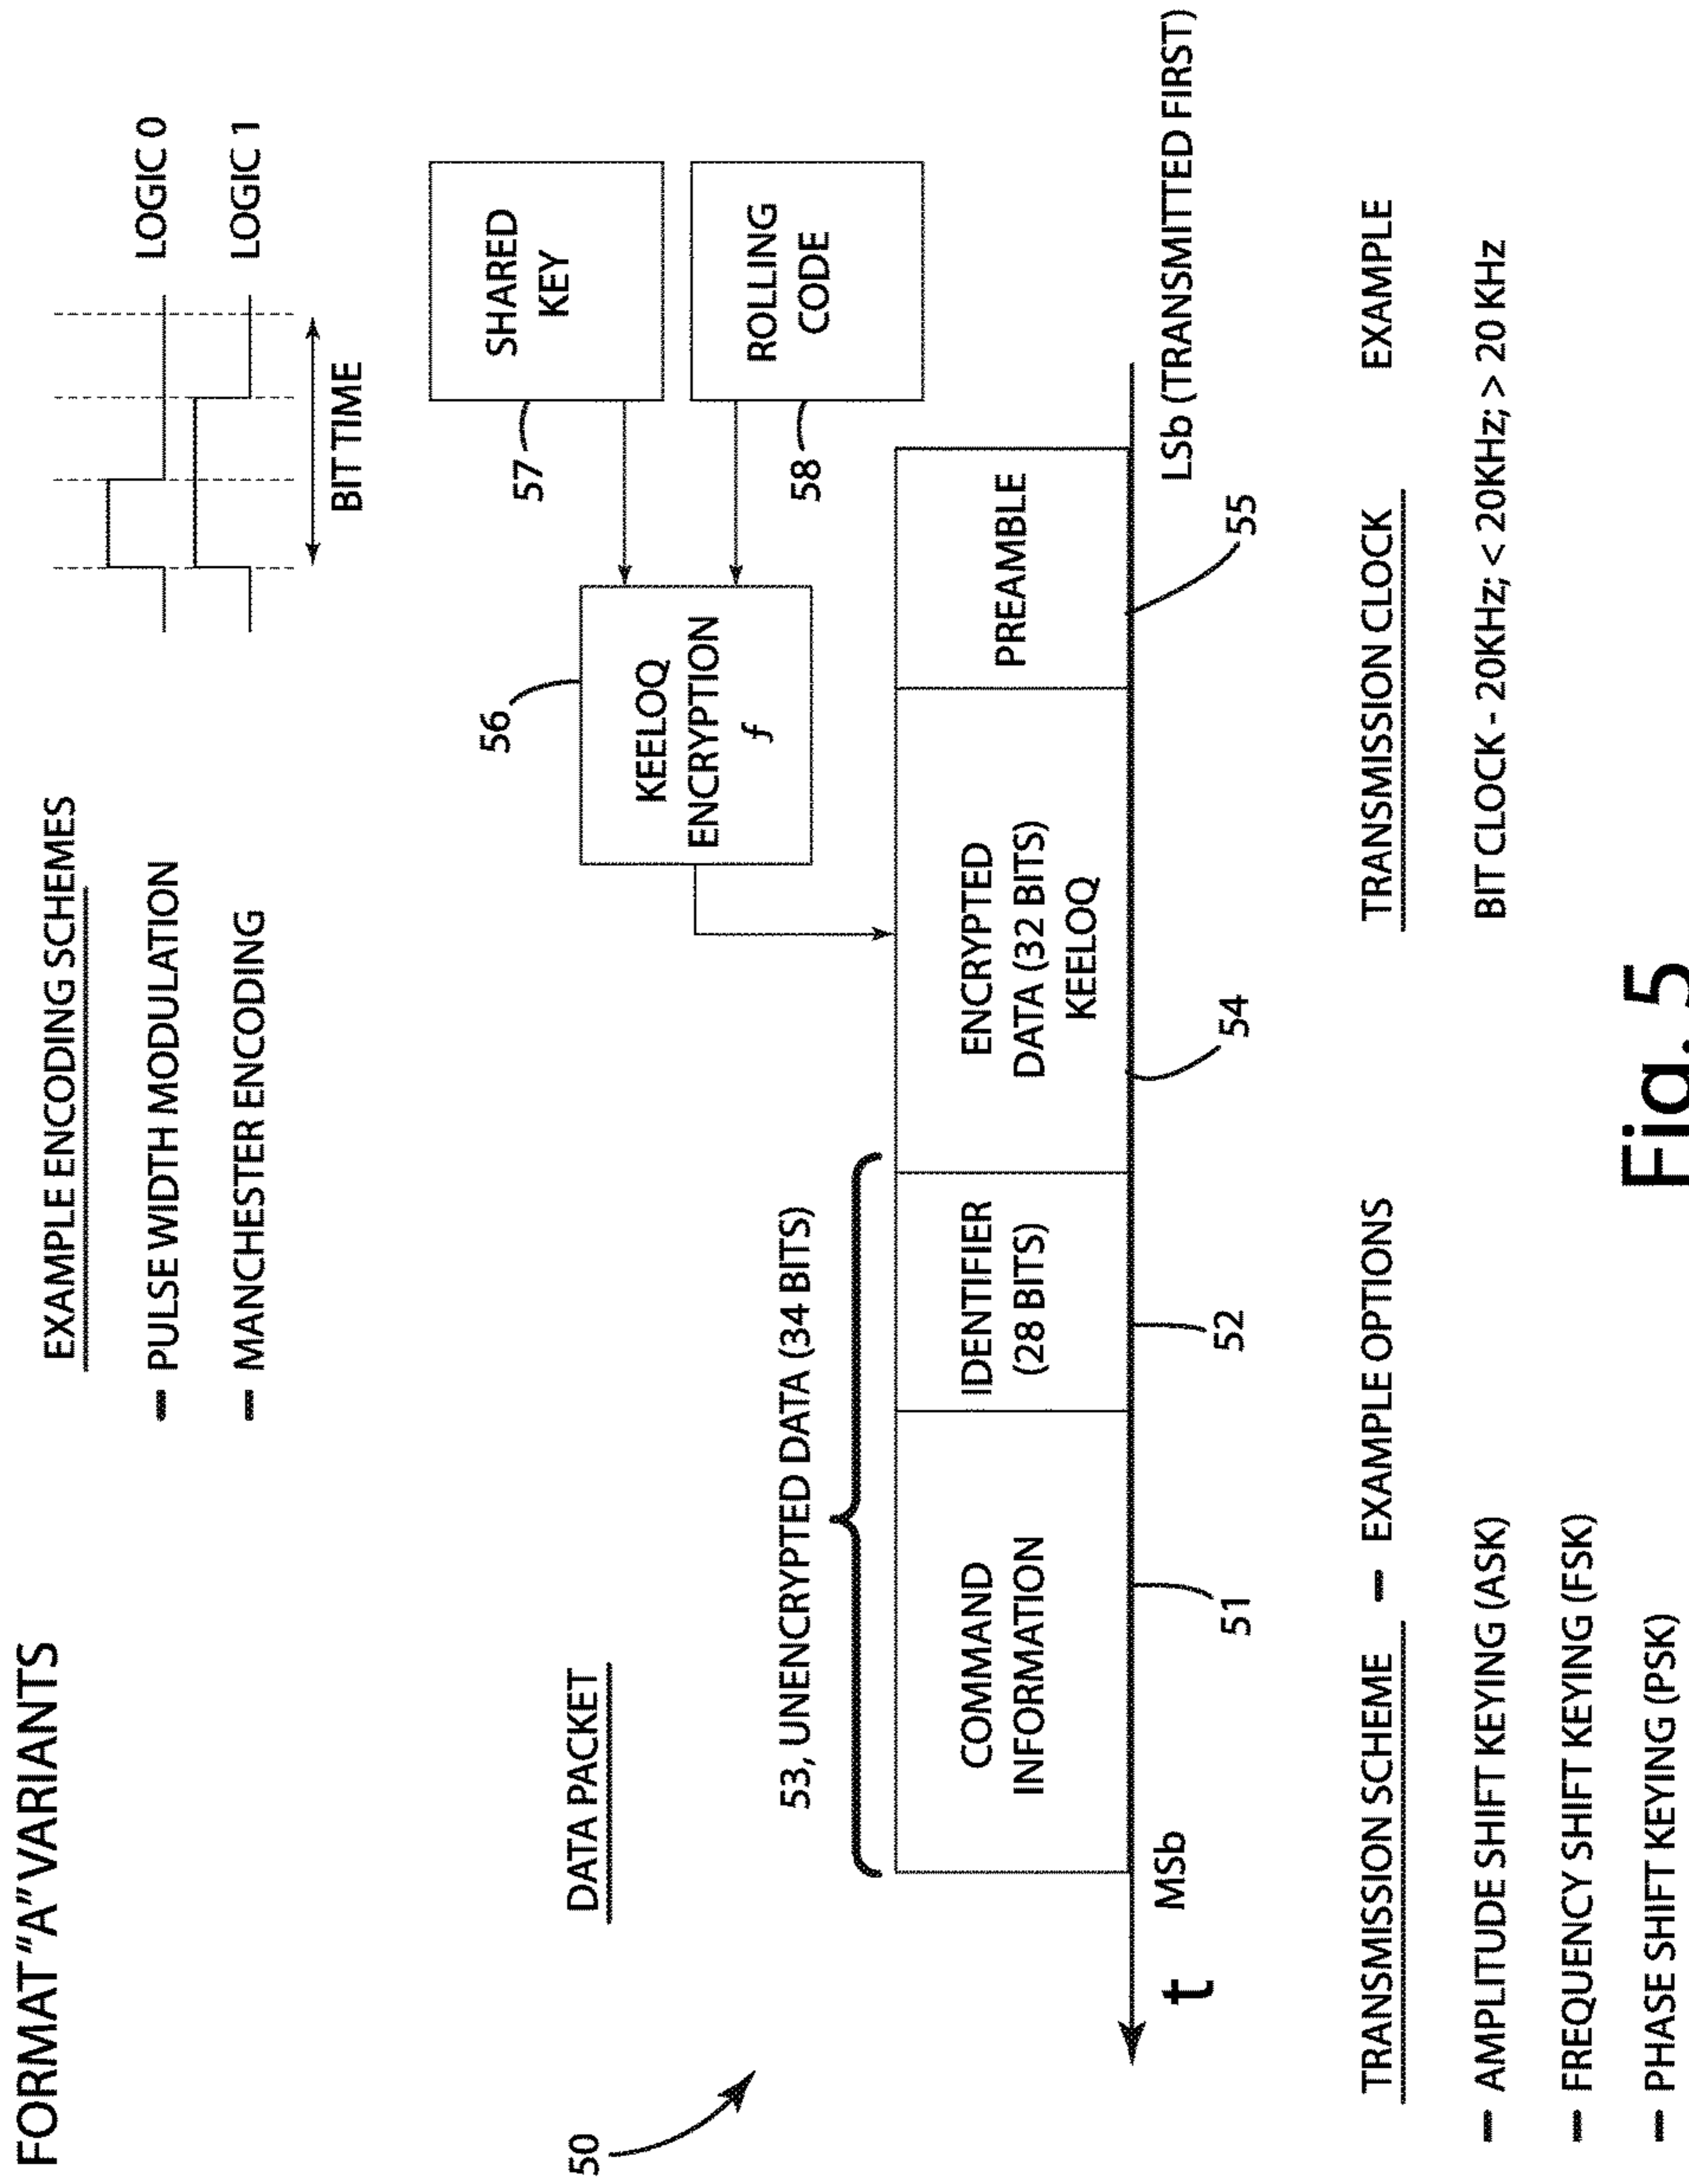 FORMAT "A" VARIANTS
EXAMPLE ENCODING SCHEMES
– PULSE WIDTH MODULATION
– MANCHESTER ENCODING
LOGIC 0
LOGIC 1
BIT TIME
DATA PACKET
50
56
KEELOQ
ENCRYPTION
f
57
SHARED
KEY
58
ROLLING
CODE
53, UNENCRYPTED DATA (34 BITS)
COMMAND
INFORMATION
IDENTIFIER
(28 BITS)
ENCRYPTED
DATA (32 BITS)
KEELOQ
PREAMBLE
t
MSb
LSb (TRANSMITTED FIRST)
51
52
54
55
TRANSMISSION SCHEME – EXAMPLE OPTIONS
– AMPLITUDE SHIFT KEYING (ASK)
– FREQUENCY SHIFT KEYING (FSK)
– PHASE SHIFT KEYING (PSK)
TRANSMISSION CLOCK EXAMPLE
BIT CLOCK - 20KHz; < 20KHz; > 20 KHz
Fig. 5